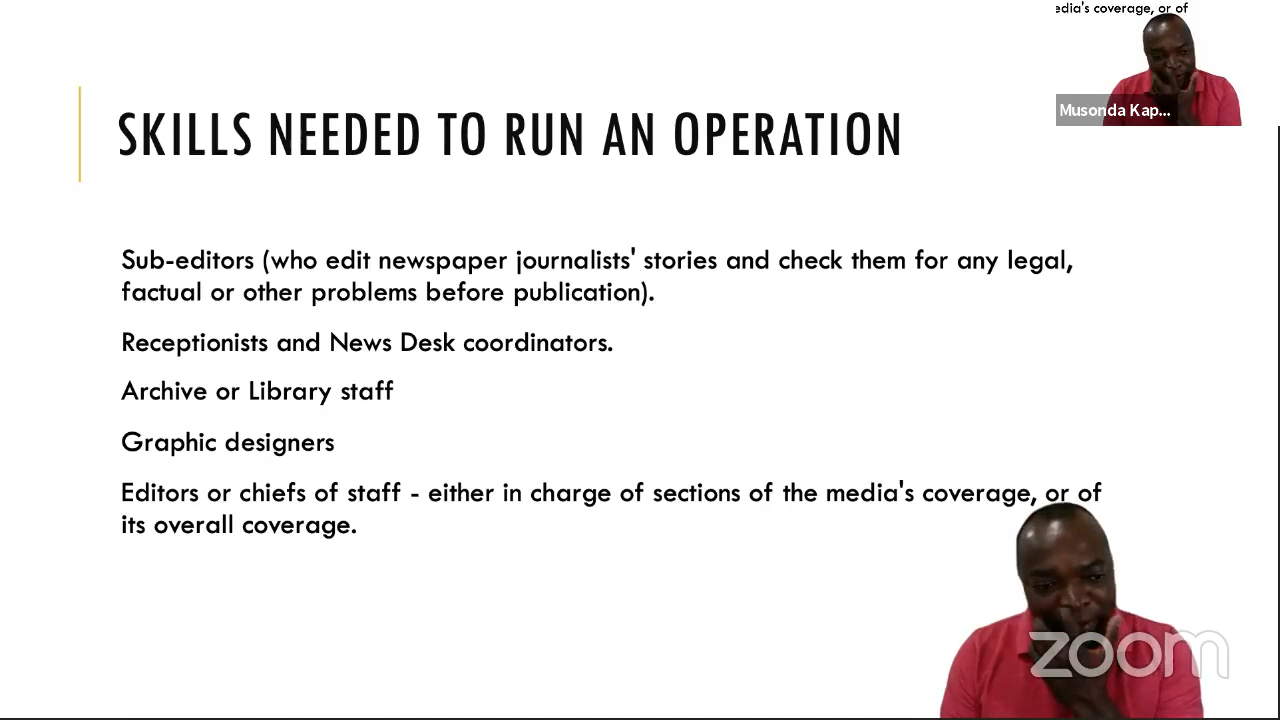 edia's coverage, or of
Musonda Kap...
SKILLS NEEDED TO RUN AN OPERATION
Sub-editors (who edit newspaper journalists' stories and check them for any legal,
factual or other problems before publication).
Receptionists and News Desk coordinators.
Archive or Library staff
Graphic designers
Editors or chiefs of staff - either in charge of sections of the media's coverage, or of
its overall coverage.
zoom